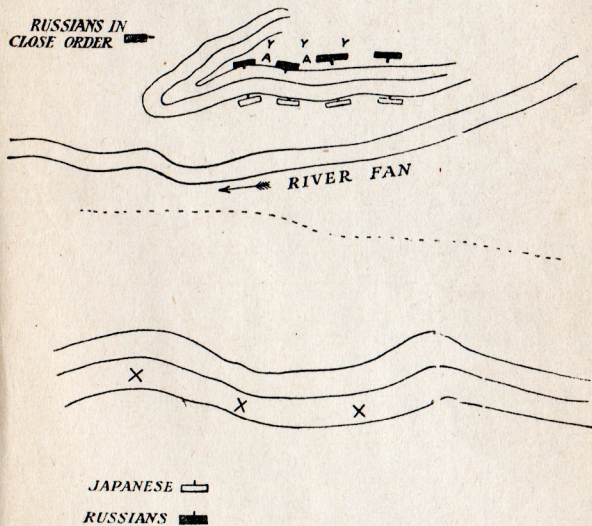 RUSSIANS IN
CLOSE ORDER
Y Y Y
A A
RIVER FAN
X
X X
JAPANESE
RUSSIANS